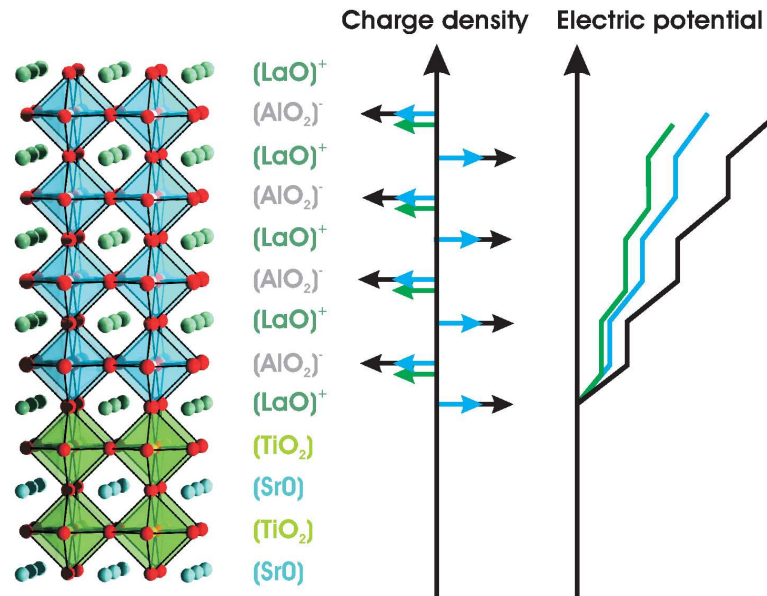 Charge density
Electric potential
(LaO)⁺
(AlO₂)⁻
(LaO)⁺
(AlO₂)⁻
(LaO)⁺
(AlO₂)⁻
(LaO)⁺
(AlO₂)⁻
(LaO)⁺
(TiO₂)
(SrO)
(TiO₂)
(SrO)